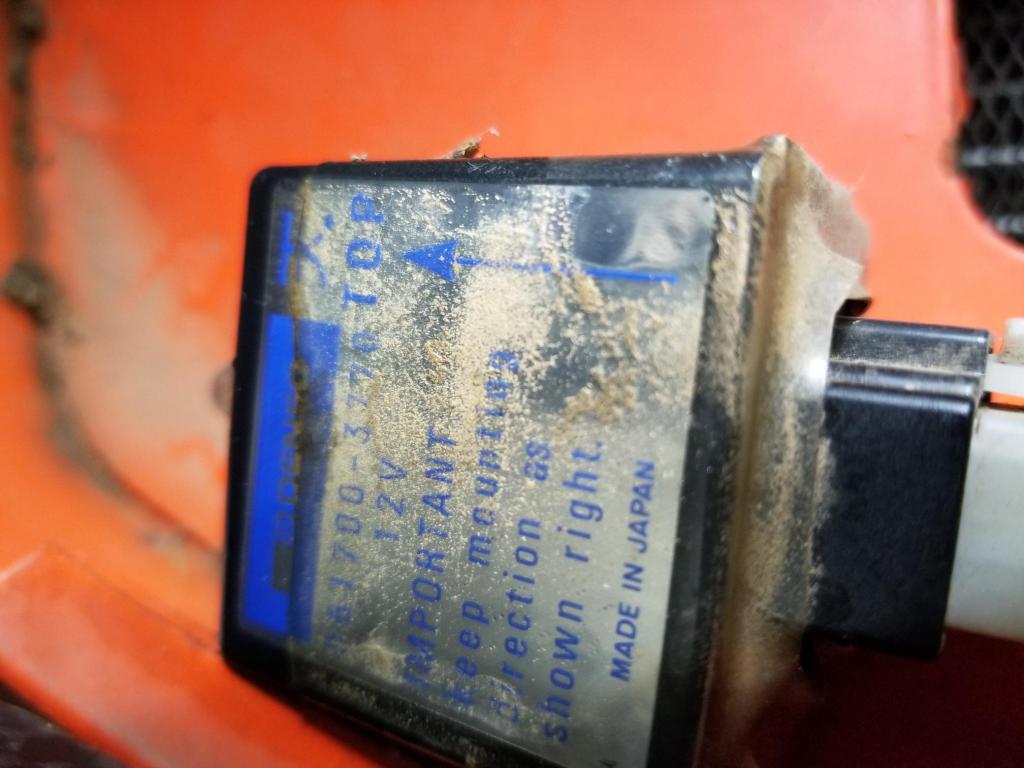 DENSO
061700-3770 TOP
12V
IMPORTANT
keep mounting
direction as
shown right.
MADE IN JAPAN